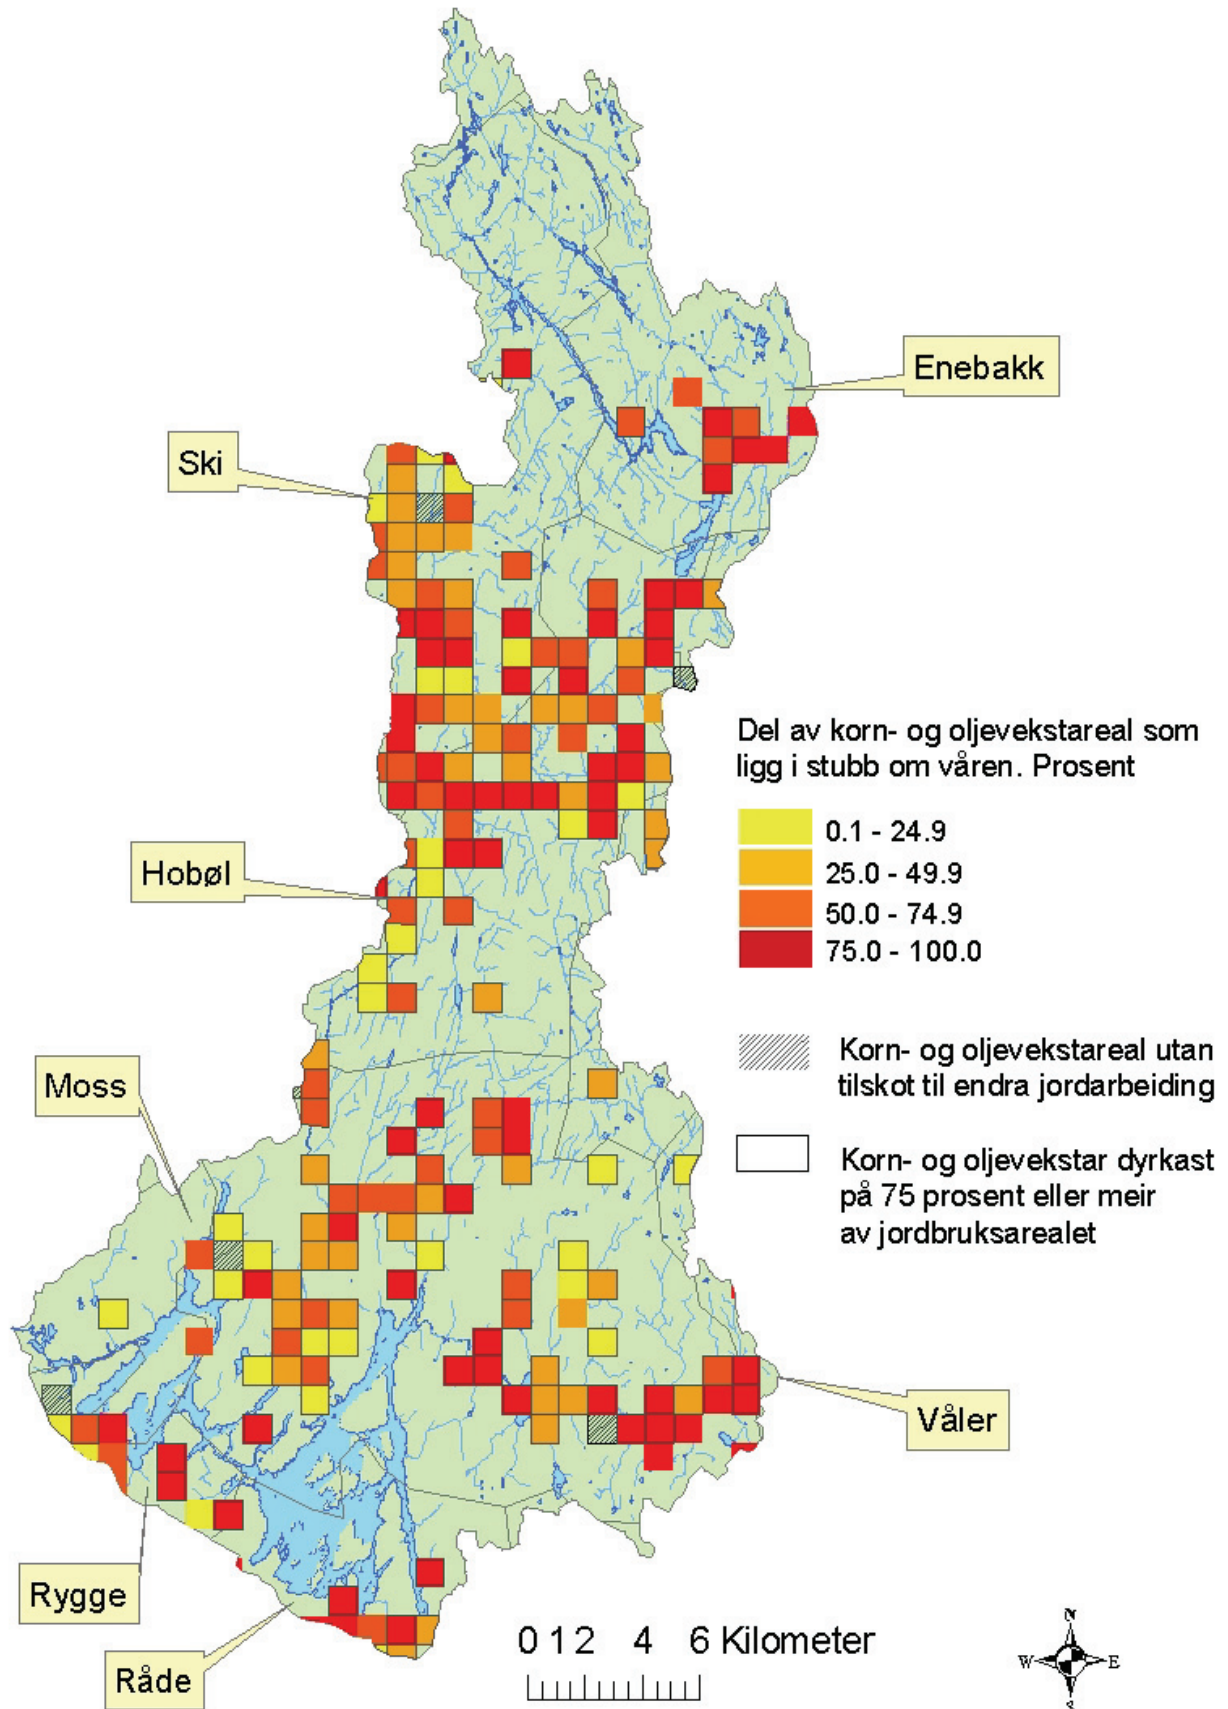 Enebakk
Ski
Del av korn- og oljevekstareal som
ligg i stubb om våren. Prosent
0.1 - 24.9
25.0 - 49.9
50.0 - 74.9
75.0 - 100.0
Hobøl
Korn- og oljevekstareal utan
tilskot til endra jordarbeiding
Moss
Korn- og oljevekstar dyrkast
på 75 prosent eller meir
av jordbruksarealet
Våler
Rygge
Råde
0 1 2 4 6 Kilometer
N
W E
S